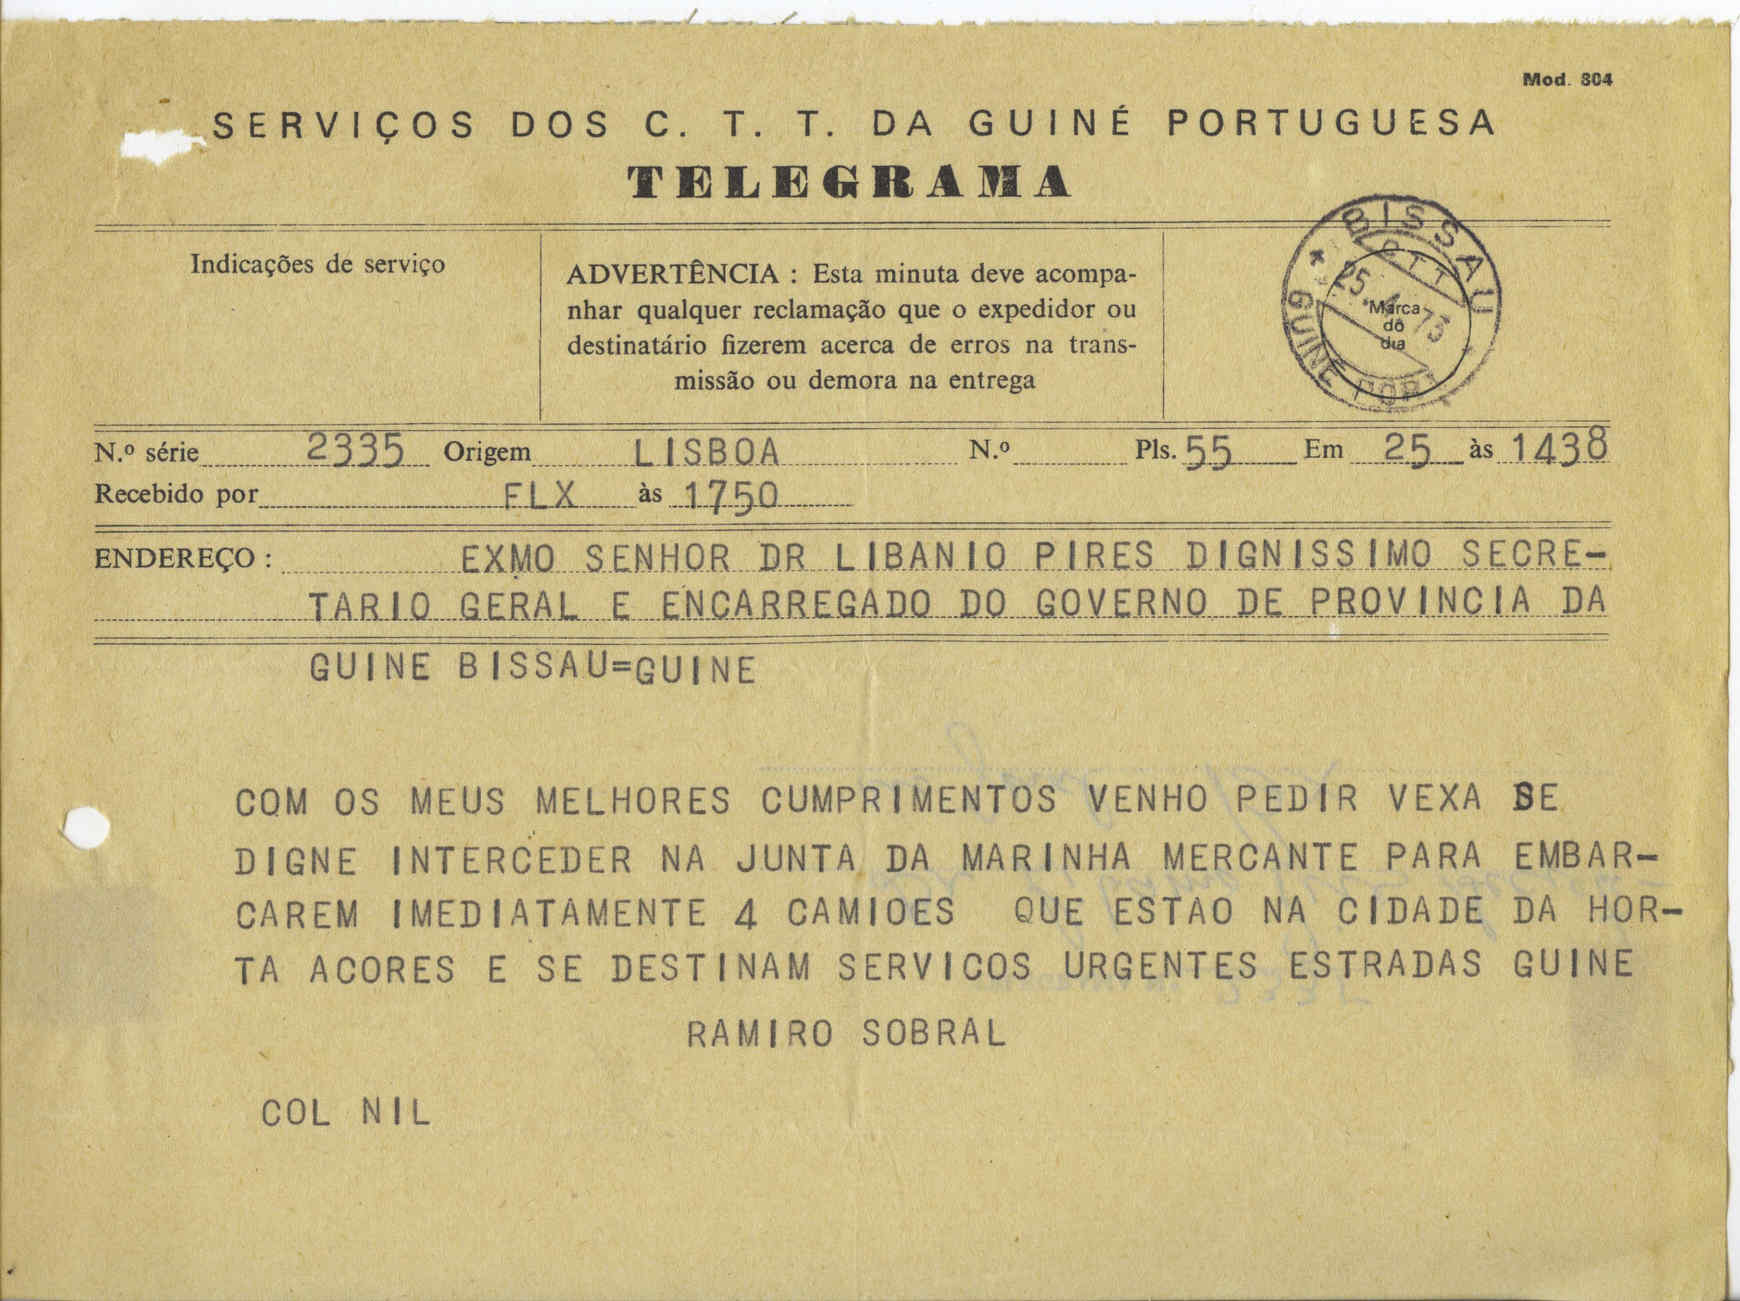 Mod. 804
SERVIÇOS DOS C. T. T. DA GUINÉ PORTUGUESA
TELEGRAMA
Indicações de serviço
ADVERTÊNCIA : Esta minuta deve acompa-
nhar qualquer reclamação que o expedidor ou
destinatário fizerem acerca de erros na trans-
missão ou demora na entrega
BISSAU
CTT
25 73
Marca
do
dia
GUINE PORT
N.º série 2335 Origem LISBOA N.º Pls. 55 Em 25 às 1438
Recebido por FLX às 1750
ENDEREÇO : EXMO SENHOR DR LIBANIO PIRES DIGNISSIMO SECRE-
TARIO GERAL E ENCARREGADO DO GOVERNO DE PROVINCIA DA
GUINE BISSAU=GUINE
COM OS MEUS MELHORES CUMPRIMENTOS VENHO PEDIR VEXA SE
DIGNE INTERCEDER NA JUNTA DA MARINHA MERCANTE PARA EMBAR-
CAREM IMEDIATAMENTE 4 CAMIOES QUE ESTAO NA CIDADE DA HOR-
TA ACORES E SE DESTINAM SERVICOS URGENTES ESTRADAS GUINE
RAMIRO SOBRAL
COL NIL